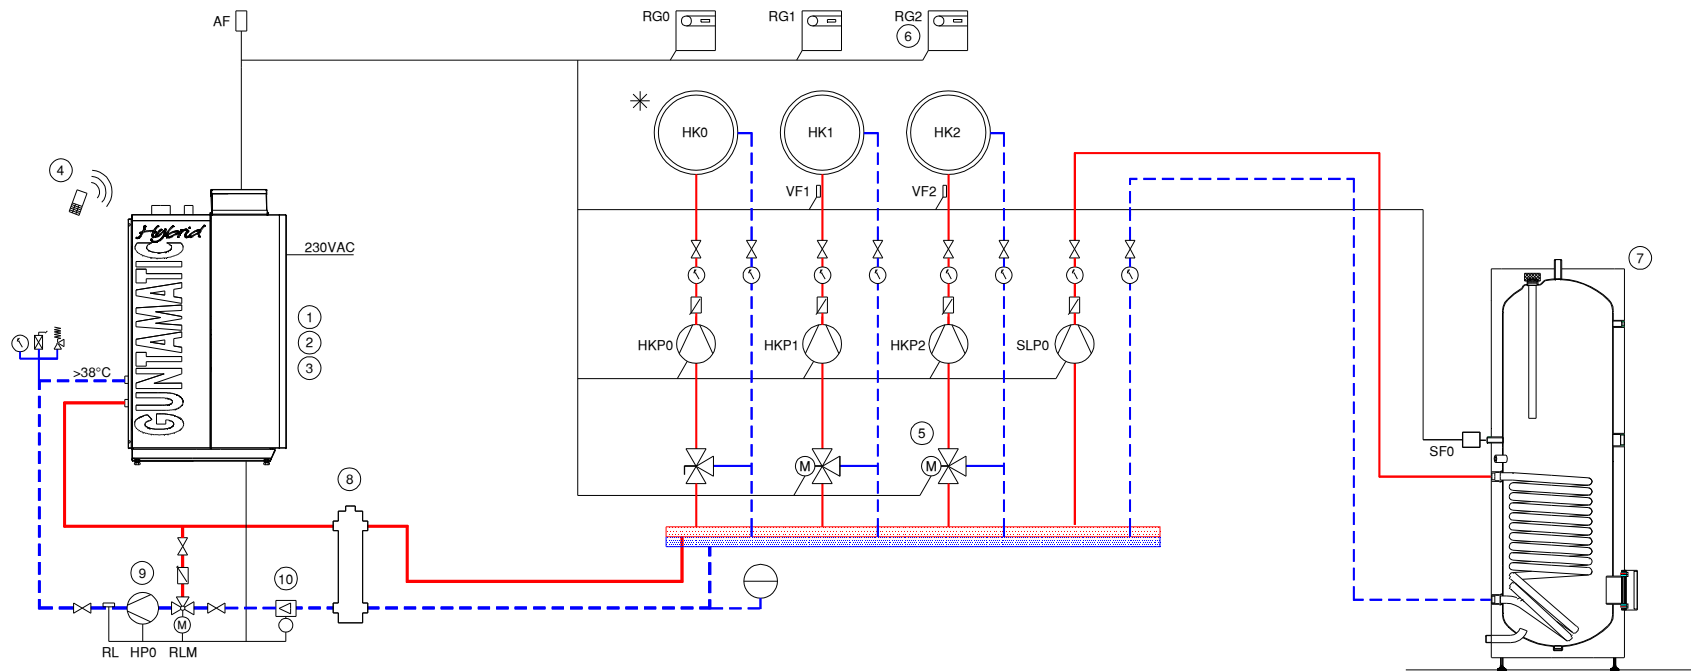 AF
RG0
RG1
RG2
6
HK0
HK1
HK2
4
VF1
VF2
Hybrid
GUNTAMATIC
230VAC
7
1
2
3
>38°C
HKP0
HKP1
HKP2
SLP0
5
M
M
SF0
8
9
10
M
RL
HP0
RLM